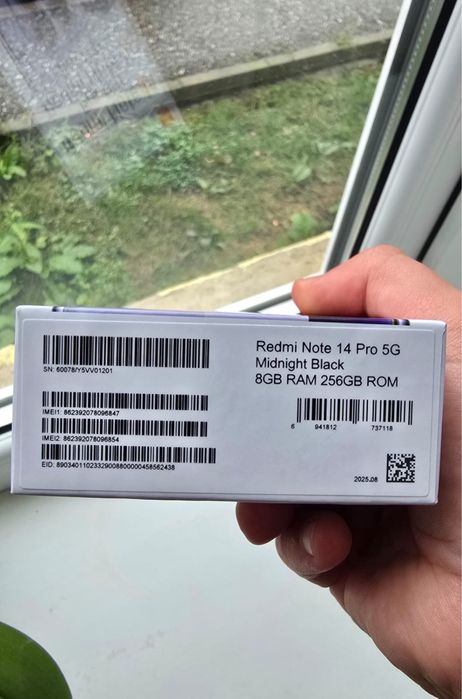 SN: 60078/Y5VV01201
IMEI1: 862392078096847
IMEI2: 862392078096854
EID: 89034011023329008800000458562438
Redmi Note 14 Pro 5G
Midnight Black
8GB RAM 256GB ROM
6 941812 737118
2025.08